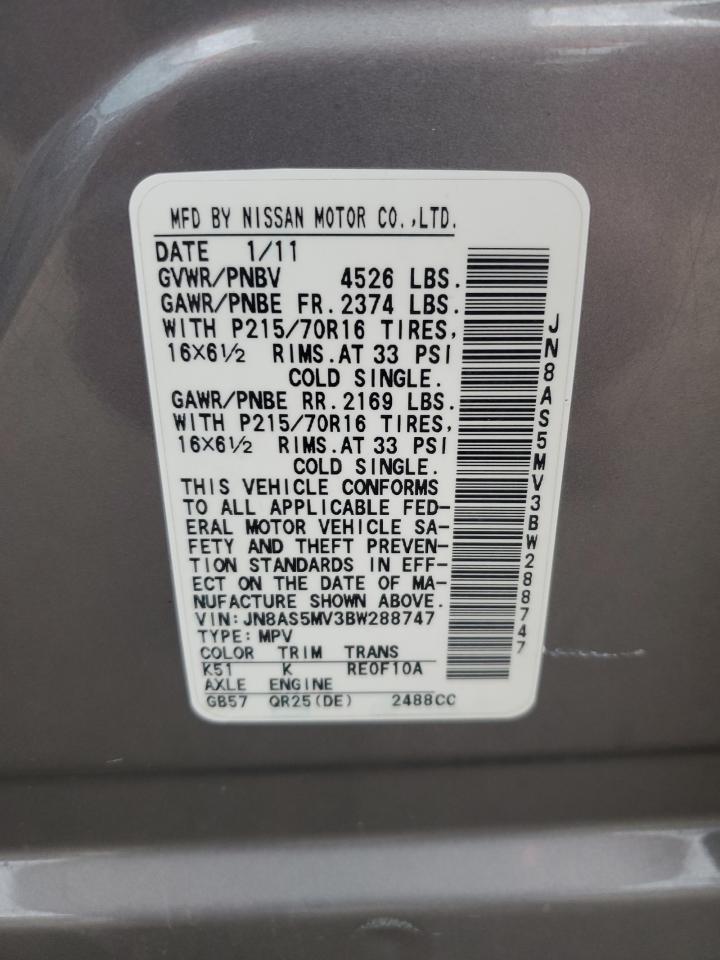 MFD BY NISSAN MOTOR CO.,LTD.
DATE 1/11
GVWR/PNBV 4526 LBS.
GAWR/PNBE FR.2374 LBS.
WITH P215/70R16 TIRES,
16X6½ RIMS.AT 33 PSI
COLD SINGLE.
GAWR/PNBE RR.2169 LBS.
WITH P215/70R16 TIRES,
16X6½ RIMS.AT 33 PSI
COLD SINGLE.
THIS VEHICLE CONFORMS
TO ALL APPLICABLE FED-
ERAL MOTOR VEHICLE SA-
FETY AND THEFT PREVEN-
TION STANDARDS IN EFF-
ECT ON THE DATE OF MA-
NUFACTURE SHOWN ABOVE.
VIN:JN8AS5MV3BW288747
TYPE:MPV
COLOR TRIM TRANS
K51 K RE0F10A
AXLE ENGINE
GB57 QR25(DE) 2488CC
JN8AS5MV3BW288747